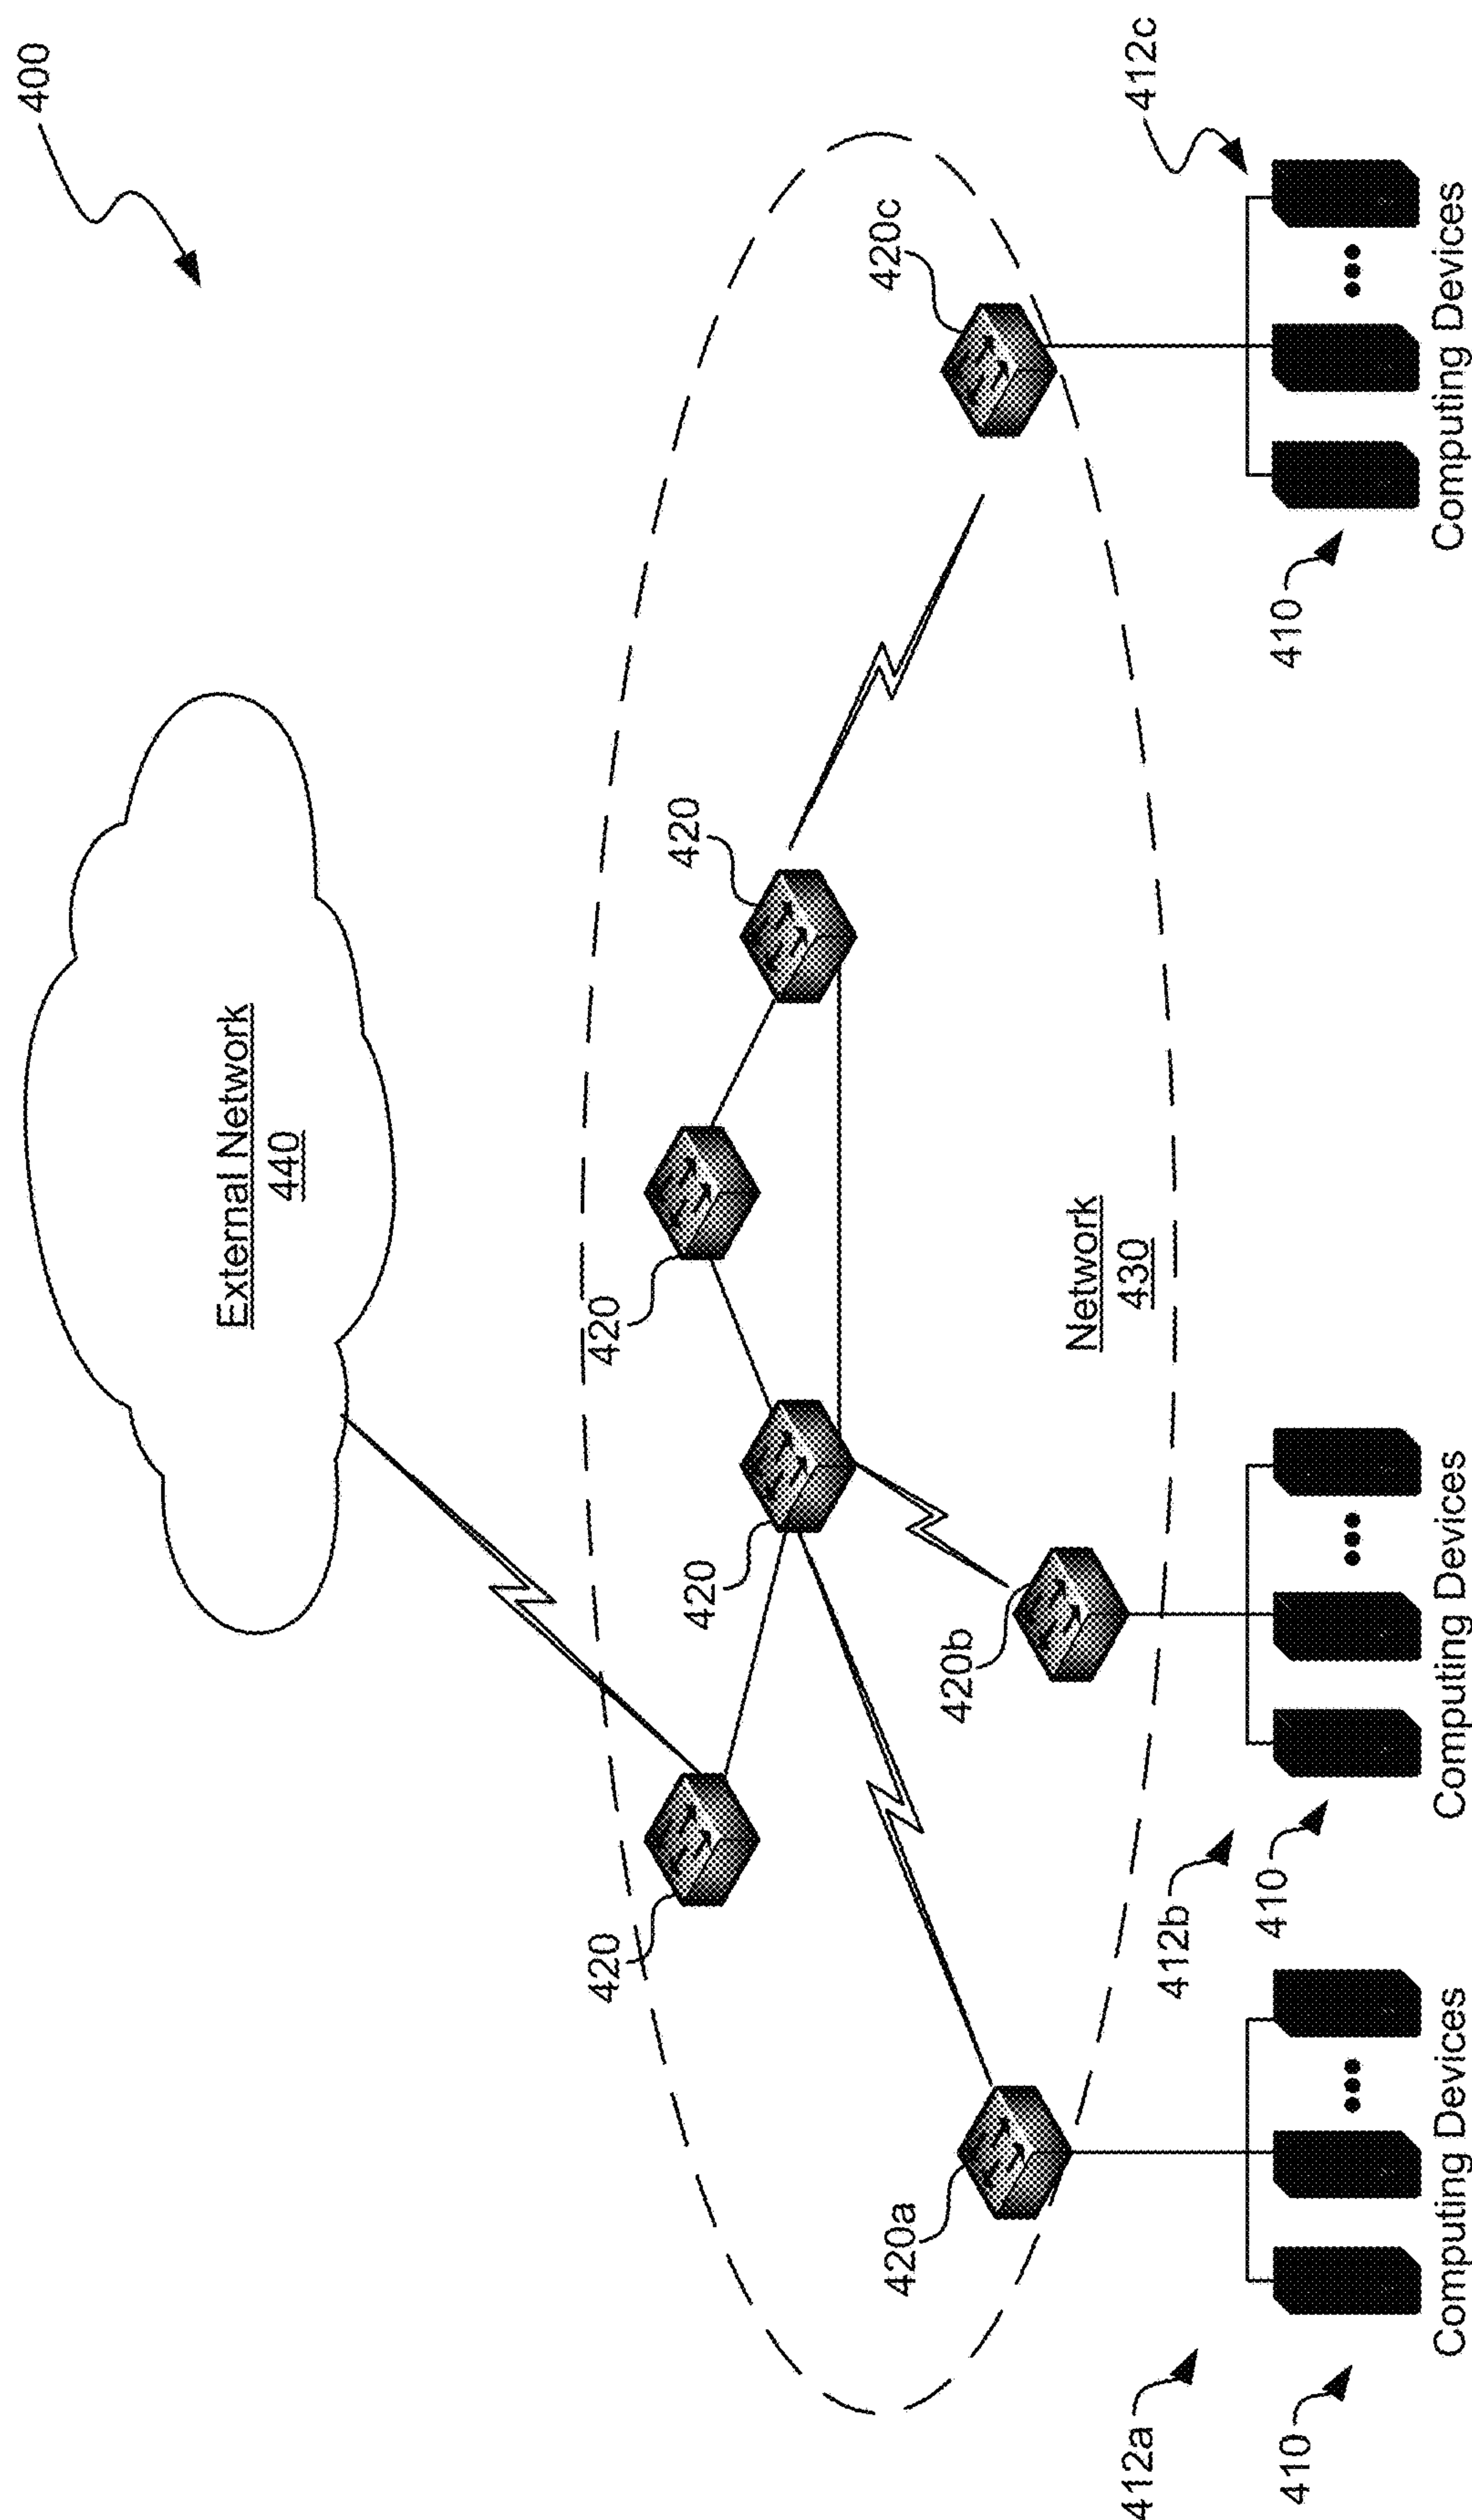 400
External Network
440
420
420
420
420
420c
420a
420b
Network
430
412a
410
412b
410
410
412c
Computing Devices
Computing Devices
Computing Devices